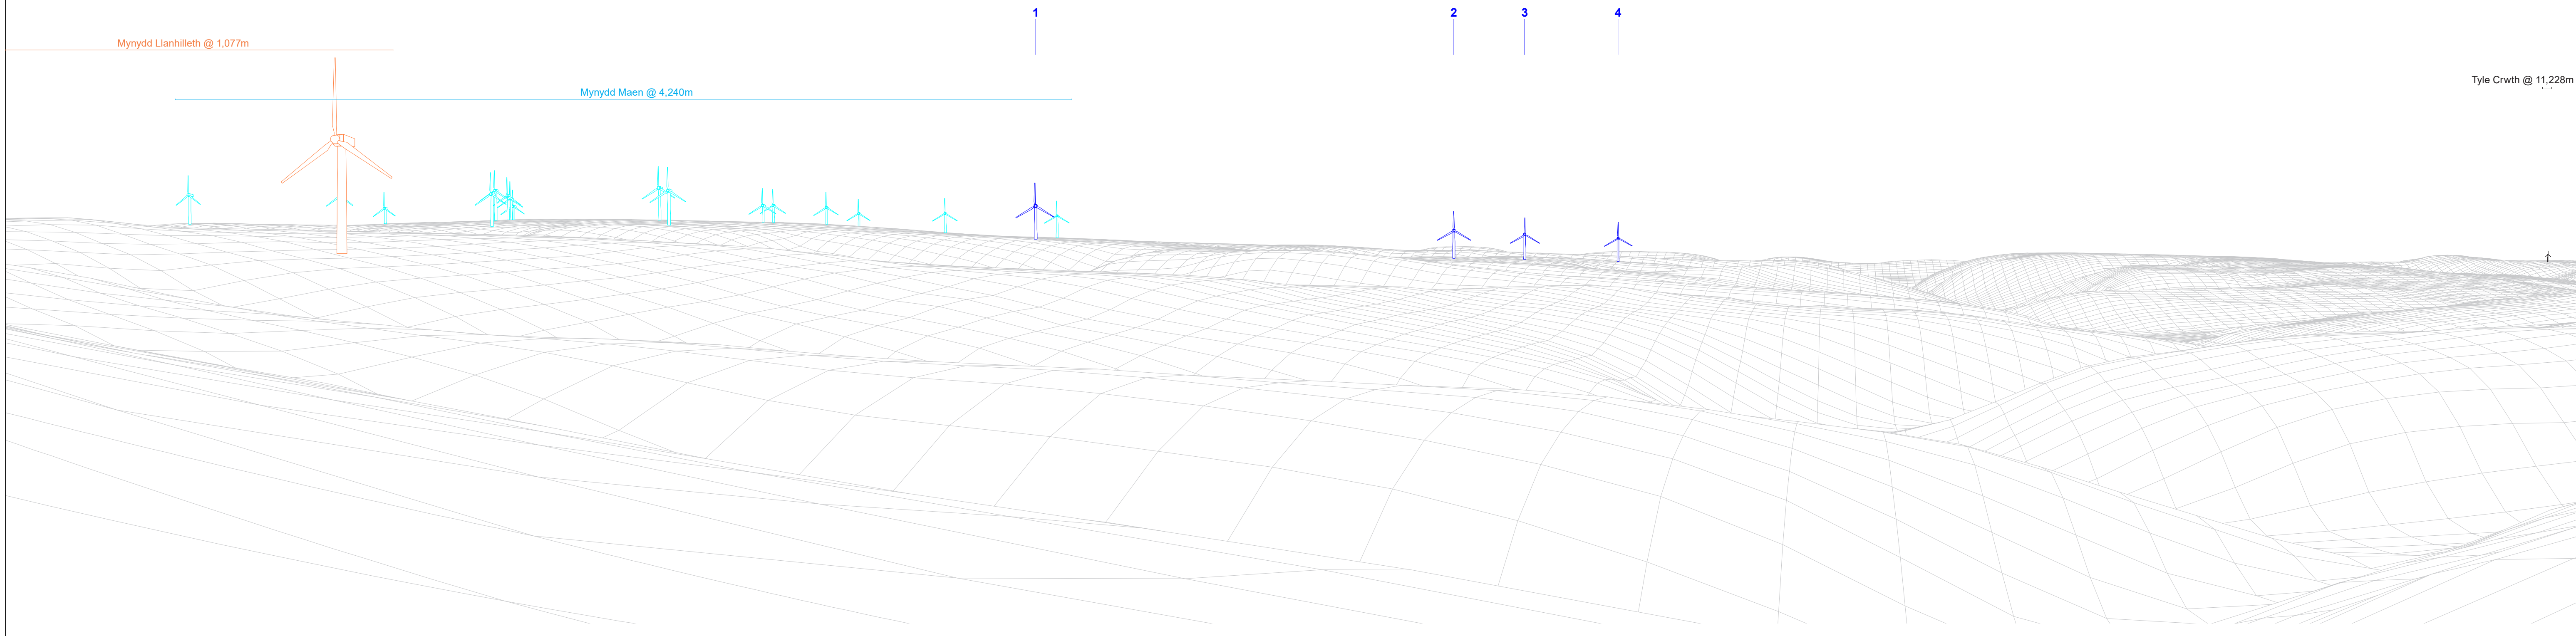 1
2
3
4
Mynydd Llanhilleth @ 1,077m
Tyle Crwth @ 11,228m
Mynydd Maen @ 4,240m